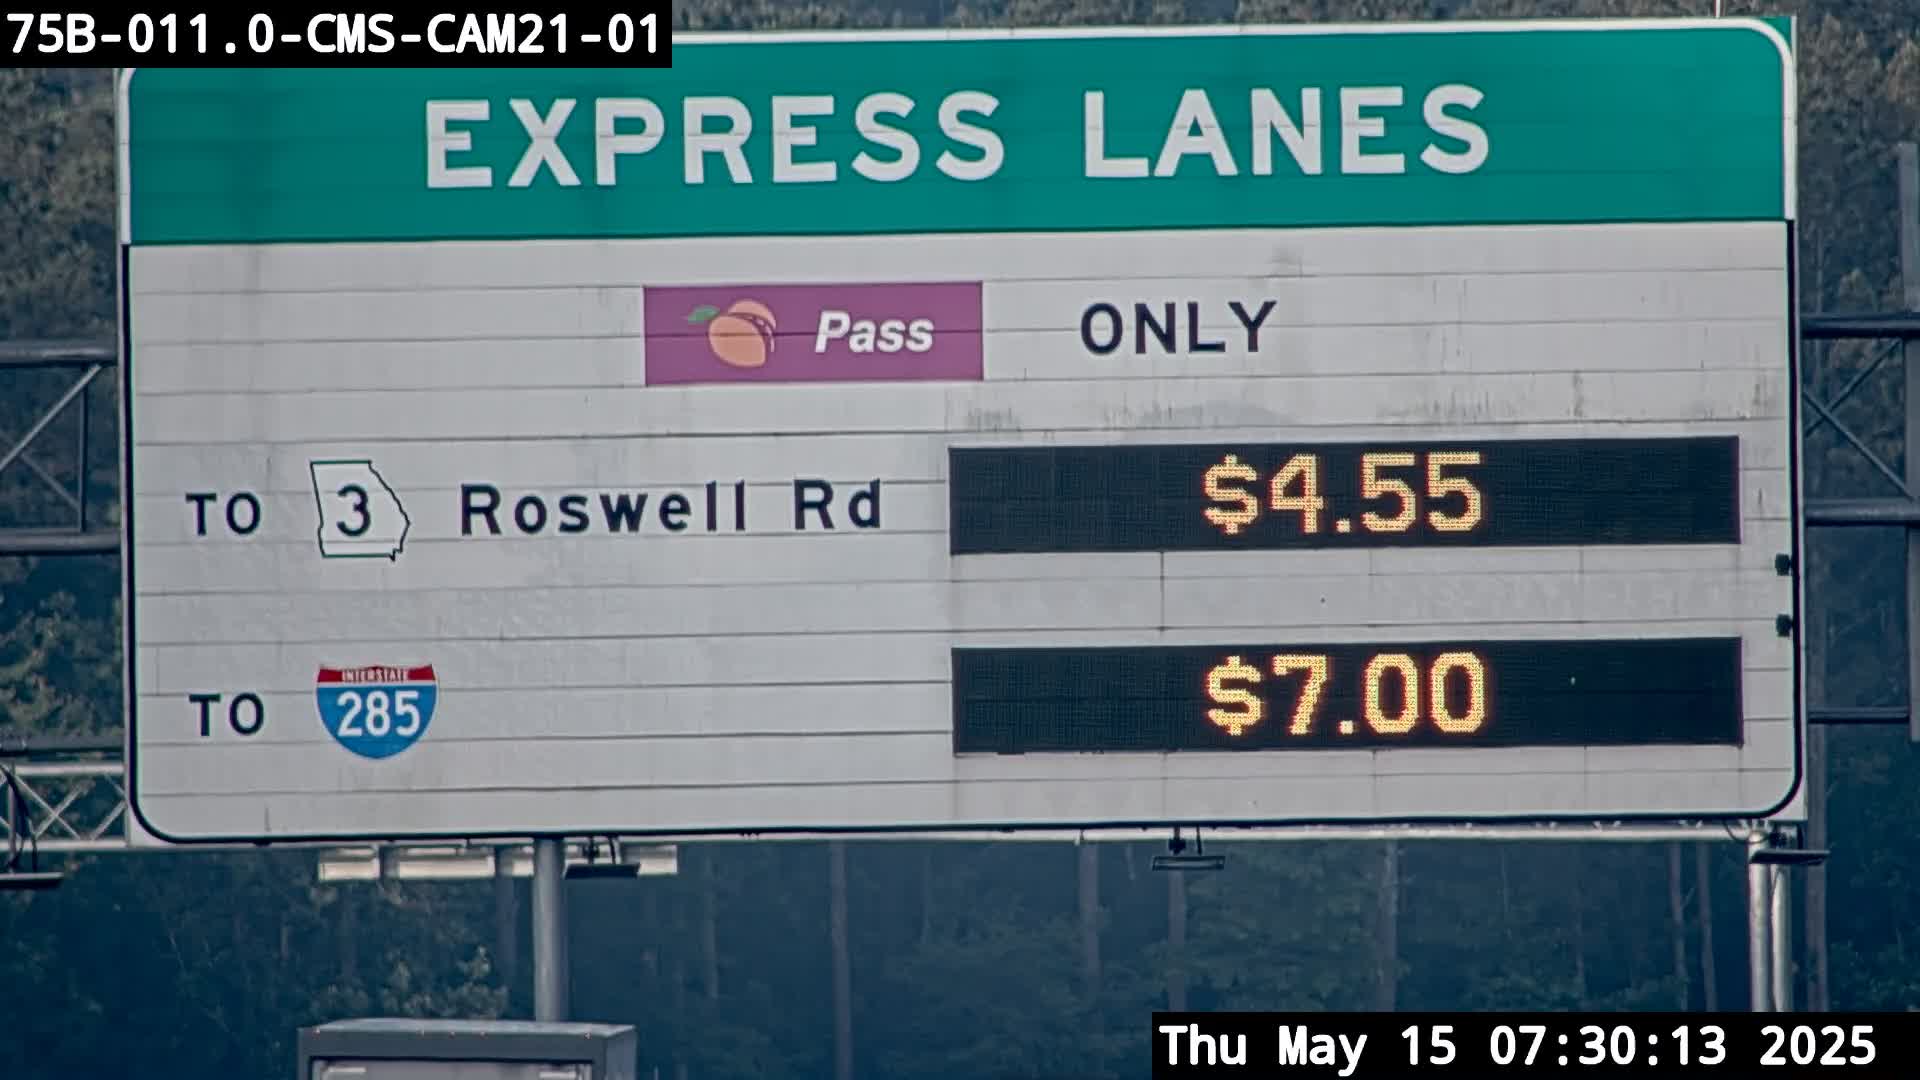 75B-011.0-CMS-CAM21-01
EXPRESS LANES
Pass ONLY
TO 3 Roswell Rd $4.55
TO INTERSTATE 285 $7.00
Thu May 15 07:30:13 2025